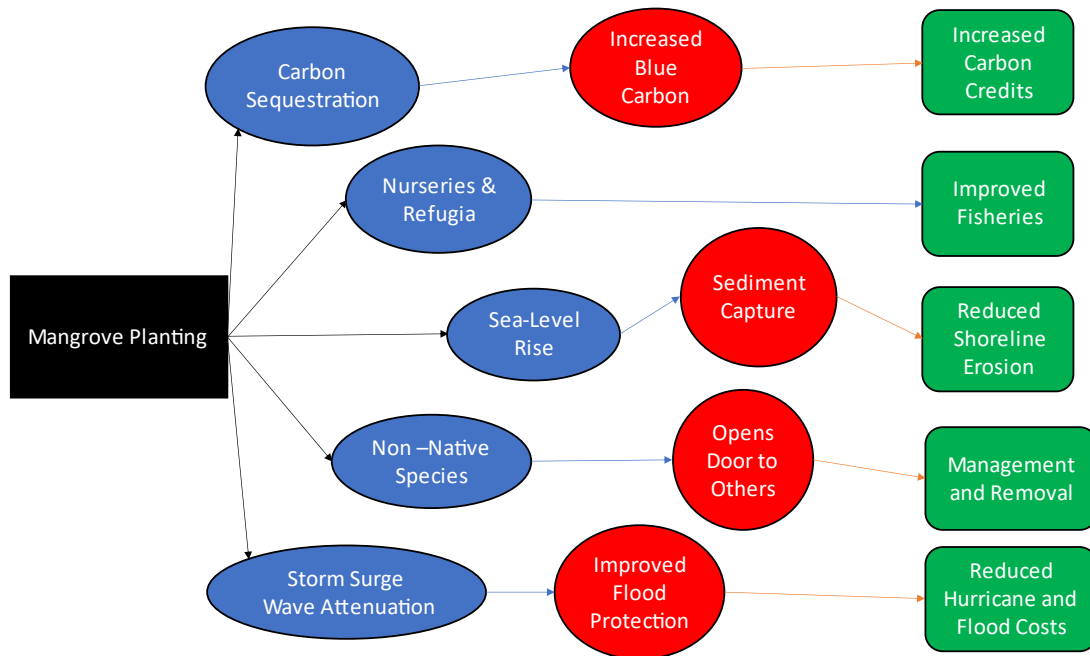 Carbon
Sequestration
Increased
Blue
Carbon
Increased
Carbon
Credits
Nurseries &
Refugia
Improved
Fisheries
Mangrove Planting
Sea-Level
Rise
Sediment
Capture
Reduced
Shoreline
Erosion
Non –Native
Species
Opens
Door to
Others
Management
and Removal
Storm Surge
Wave Attenuation
Improved
Flood
Protection
Reduced
Hurricane and
Flood Costs